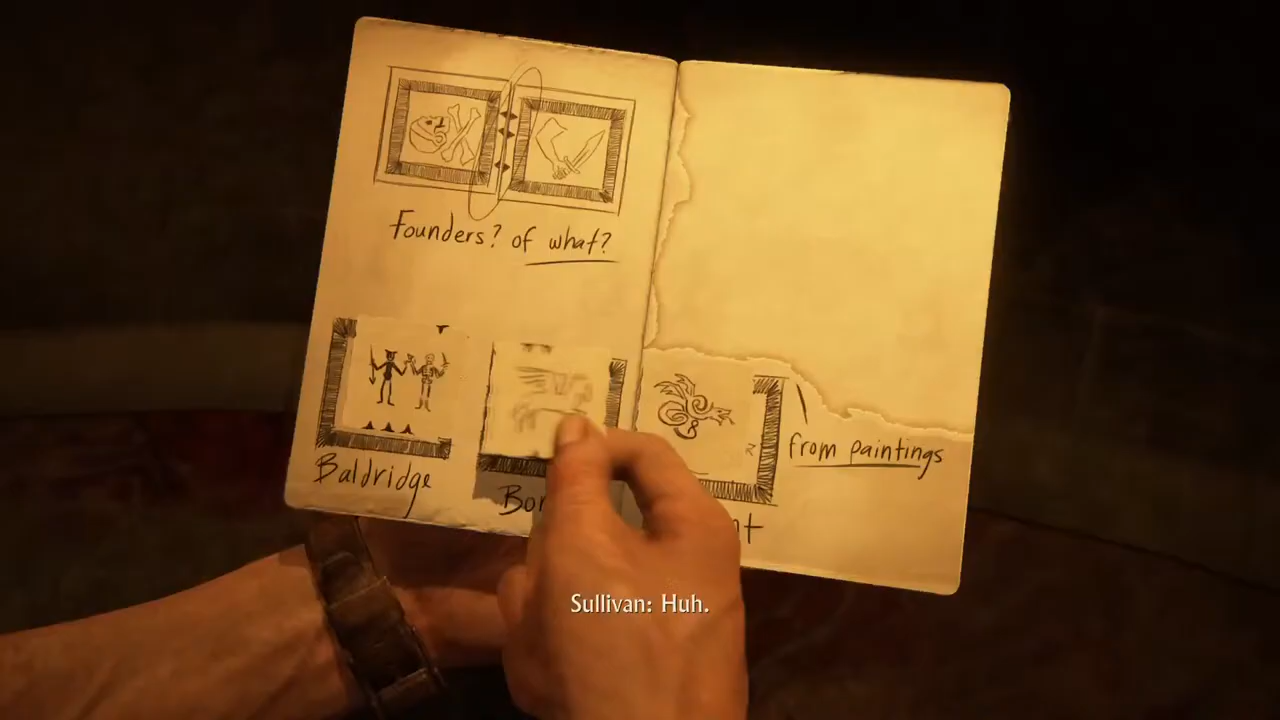 Founders? of what?
Baldridge
from paintings
Sullivan: Huh.